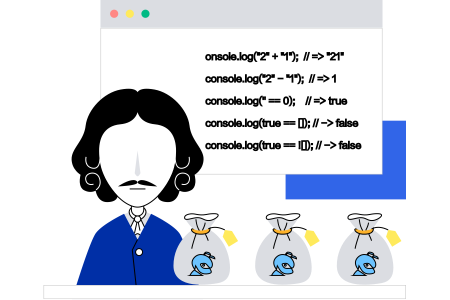 onsole.log("2" + "1"); // => "21"
console.log("2" − "1"); // => 1
console.log('' == 0); // => true
console.log(true == []); // −> false
console.log(true == ![]); // −> false